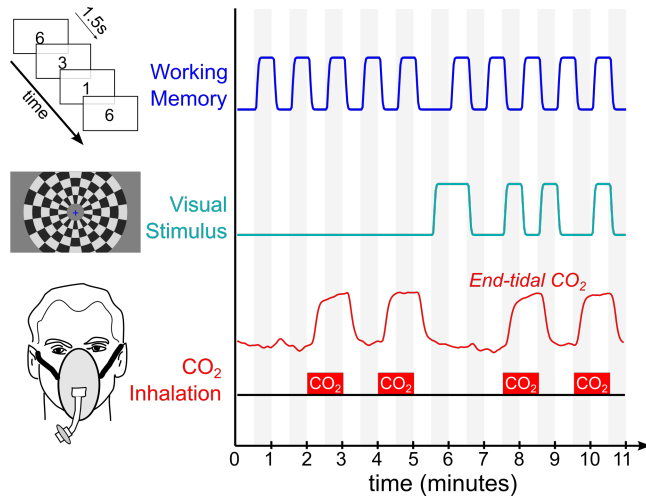 1.5s
6
3
1
6
time
Working
Memory
Visual
Stimulus
End-tidal CO₂
CO₂
Inhalation
CO₂ CO₂ CO₂ CO₂
0 1 2 3 4 5 6 7 8 9 10 11
time (minutes)